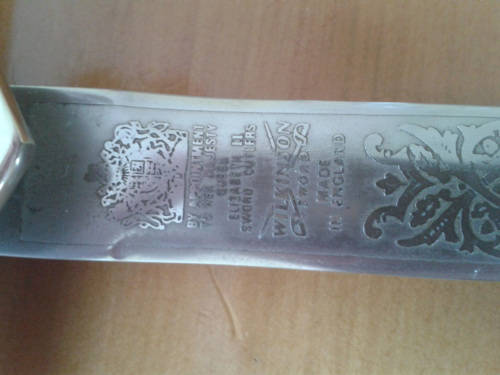 BY APPOINTMENT
TO HER MAJESTY
QUEEN
ELIZABETH II
SWORD CUTLERS
WILKINSON
SWORD
MADE
IN ENGLAND